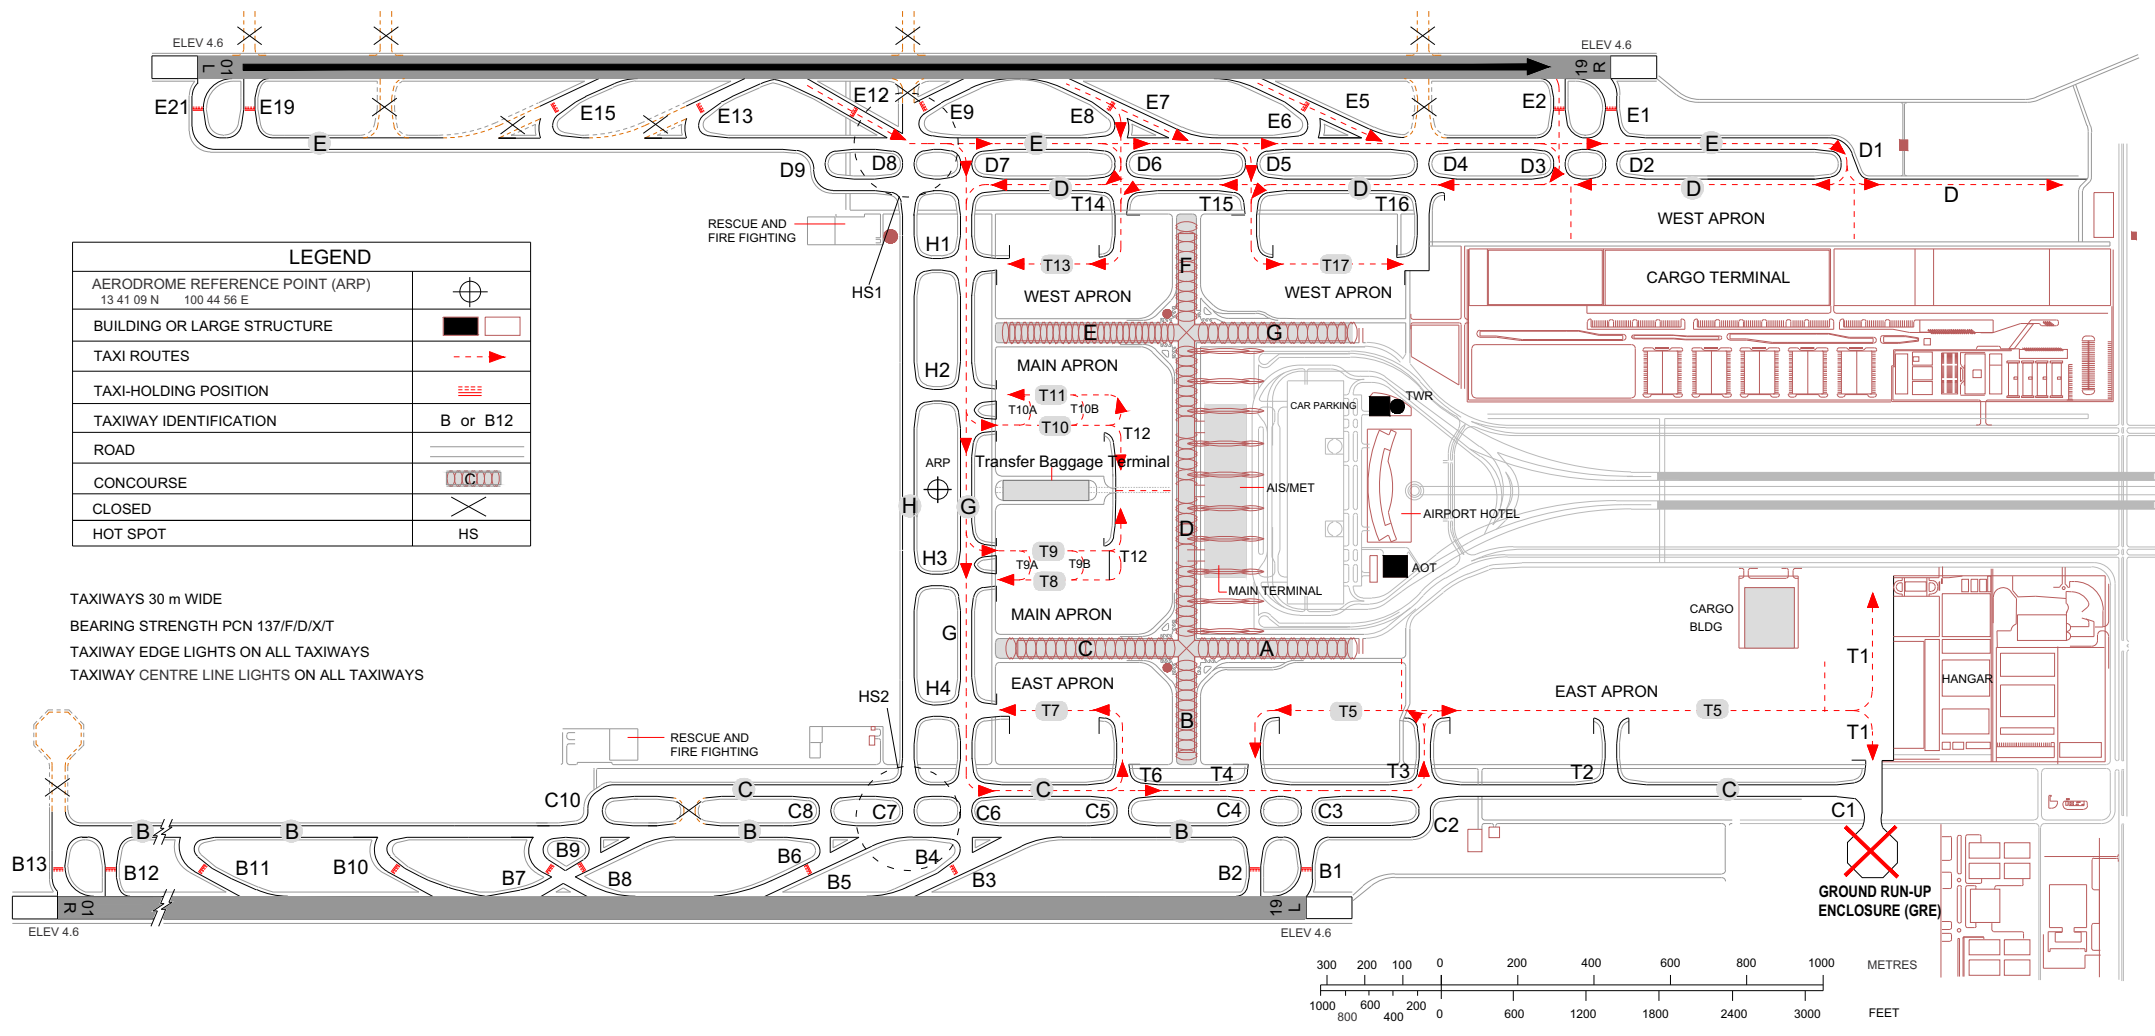 ELEV 4.6
ELEV 4.6
01
L
19
R
E21
E19
E15
E13
E12
E9
E8
E7
E6
E5
E2
E1
E
E
E
D9
D8
D7
D6
D5
D4
D3
D2
D1
D
D
D
D
T14
T15
T16
WEST APRON
RESCUE AND
FIRE FIGHTING
H1
HS1
T13
F
T17
WEST APRON
WEST APRON
CARGO TERMINAL
E
G
LEGEND
AERODROME REFERENCE POINT (ARP)
13 41 09 N 100 44 56 E
BUILDING OR LARGE STRUCTURE
TAXI ROUTES
TAXI-HOLDING POSITION
TAXIWAY IDENTIFICATION B or B12
ROAD
CONCOURSE C
CLOSED
HOT SPOT HS
MAIN APRON
H2
T11
T10A
T10B
T10
T12
CAR PARKING
TWR
ARP
Transfer Baggage Terminal
AIS/MET
H
G
D
AIRPORT HOTEL
H3
T9
T12
T9A
T9B
T8
AOT
MAIN TERMINAL
MAIN APRON
CARGO
BLDG
TAXIWAYS 30 m WIDE
BEARING STRENGTH PCN 137/F/D/X/T
TAXIWAY EDGE LIGHTS ON ALL TAXIWAYS
TAXIWAY CENTRE LINE LIGHTS ON ALL TAXIWAYS
G
C
A
T1
HANGAR
H4
EAST APRON
EAST APRON
HS2
T7
B
T5
T5
T1
RESCUE AND
FIRE FIGHTING
T6
T4
T3
T2
C10
C
C8
C7
C6
C
C5
C4
C3
C2
C
C1
B
B
B
B
B13
B12
B11
B10
B9
B7
B8
B6
B5
B4
B3
B2
B1
01
R
19
L
ELEV 4.6
ELEV 4.6
GROUND RUN-UP
ENCLOSURE (GRE)
300 200 100 0 200 400 600 800 1000 METRES
1000 800 600 400 200 0 600 1200 1800 2400 3000 FEET